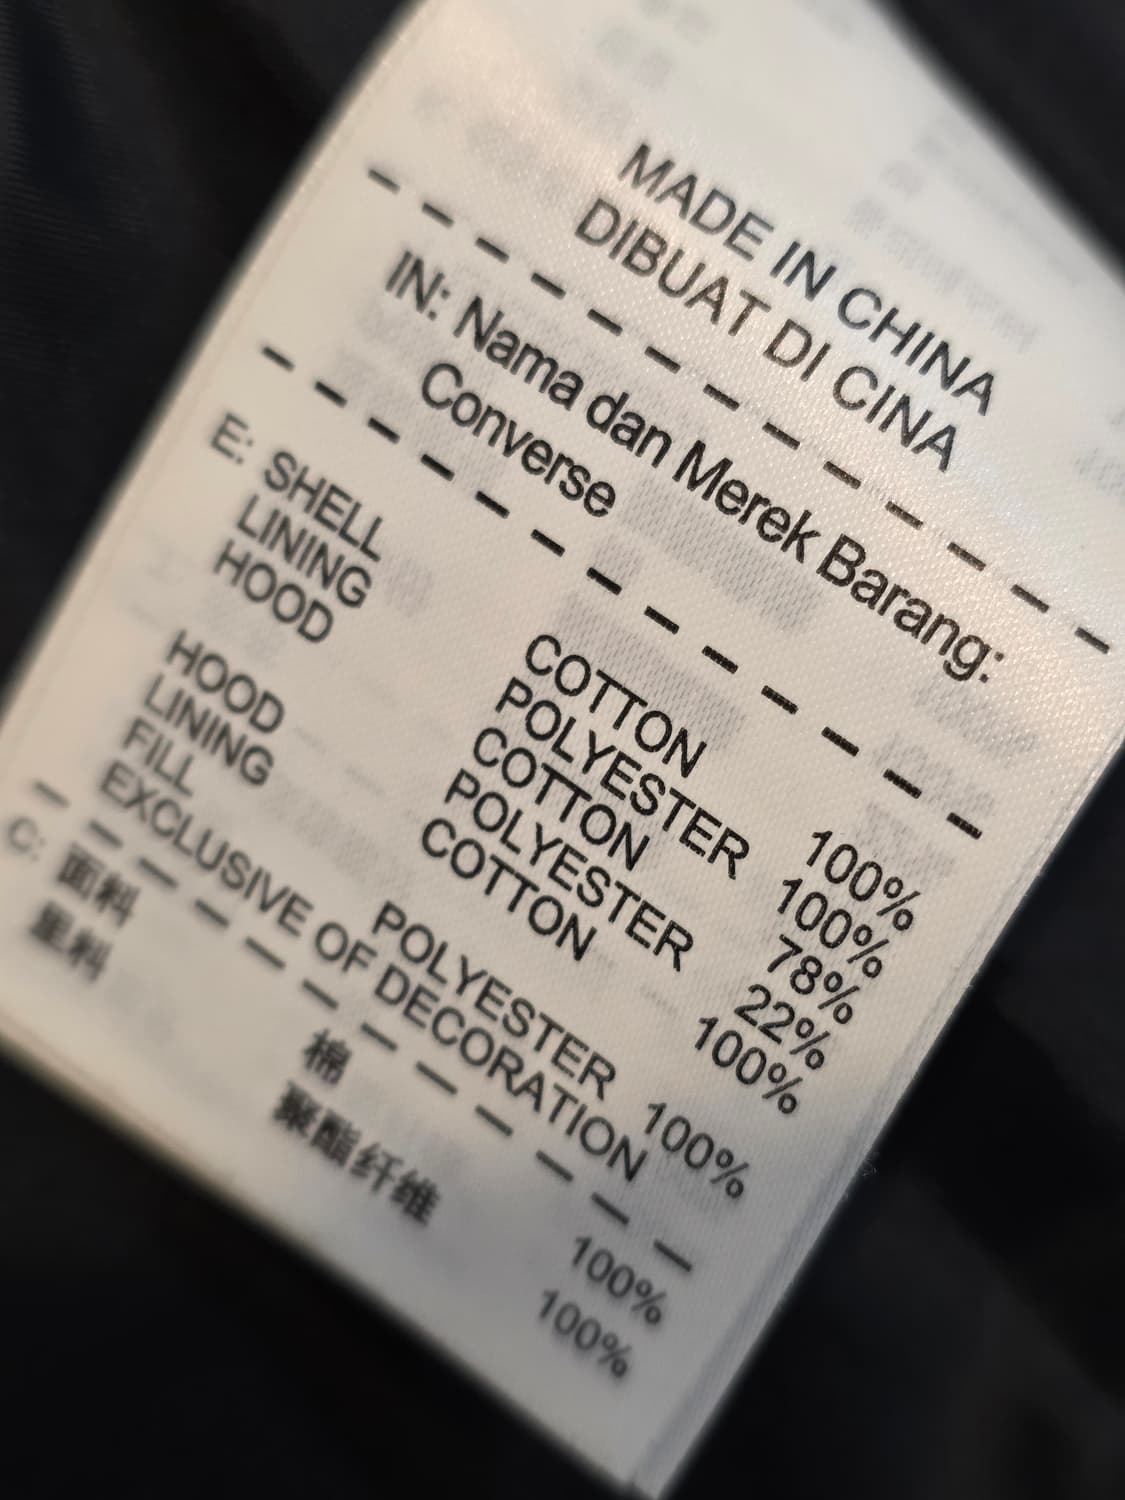 MADE IN CHINA
DIBUAT DI CINA
IN: Nama dan Merek Barang:
Converse
E: SHELL COTTON 100%
LINING POLYESTER 100%
HOOD COTTON 78%
POLYESTER 22%
HOOD COTTON 100%
LINING
FILL POLYESTER 100%
EXCLUSIVE OF DECORATION
C: 面料 棉 100%
里料 聚酯纤维 100%